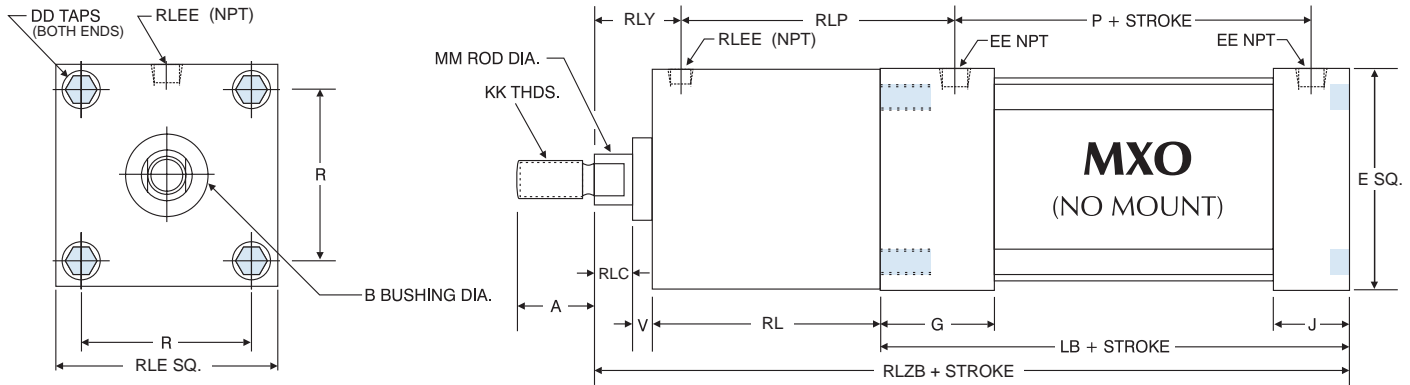 DD TAPS
(BOTH ENDS)
RLEE (NPT)
R
R
RLE SQ.
B BUSHING DIA.
RLY
RLP
P + STROKE
RLEE (NPT)
EE NPT
EE NPT
MM ROD DIA.
KK THDS.
MXO
(NO MOUNT)
E SQ.
RLC
A
V
RL
G
J
LB + STROKE
RLZB + STROKE